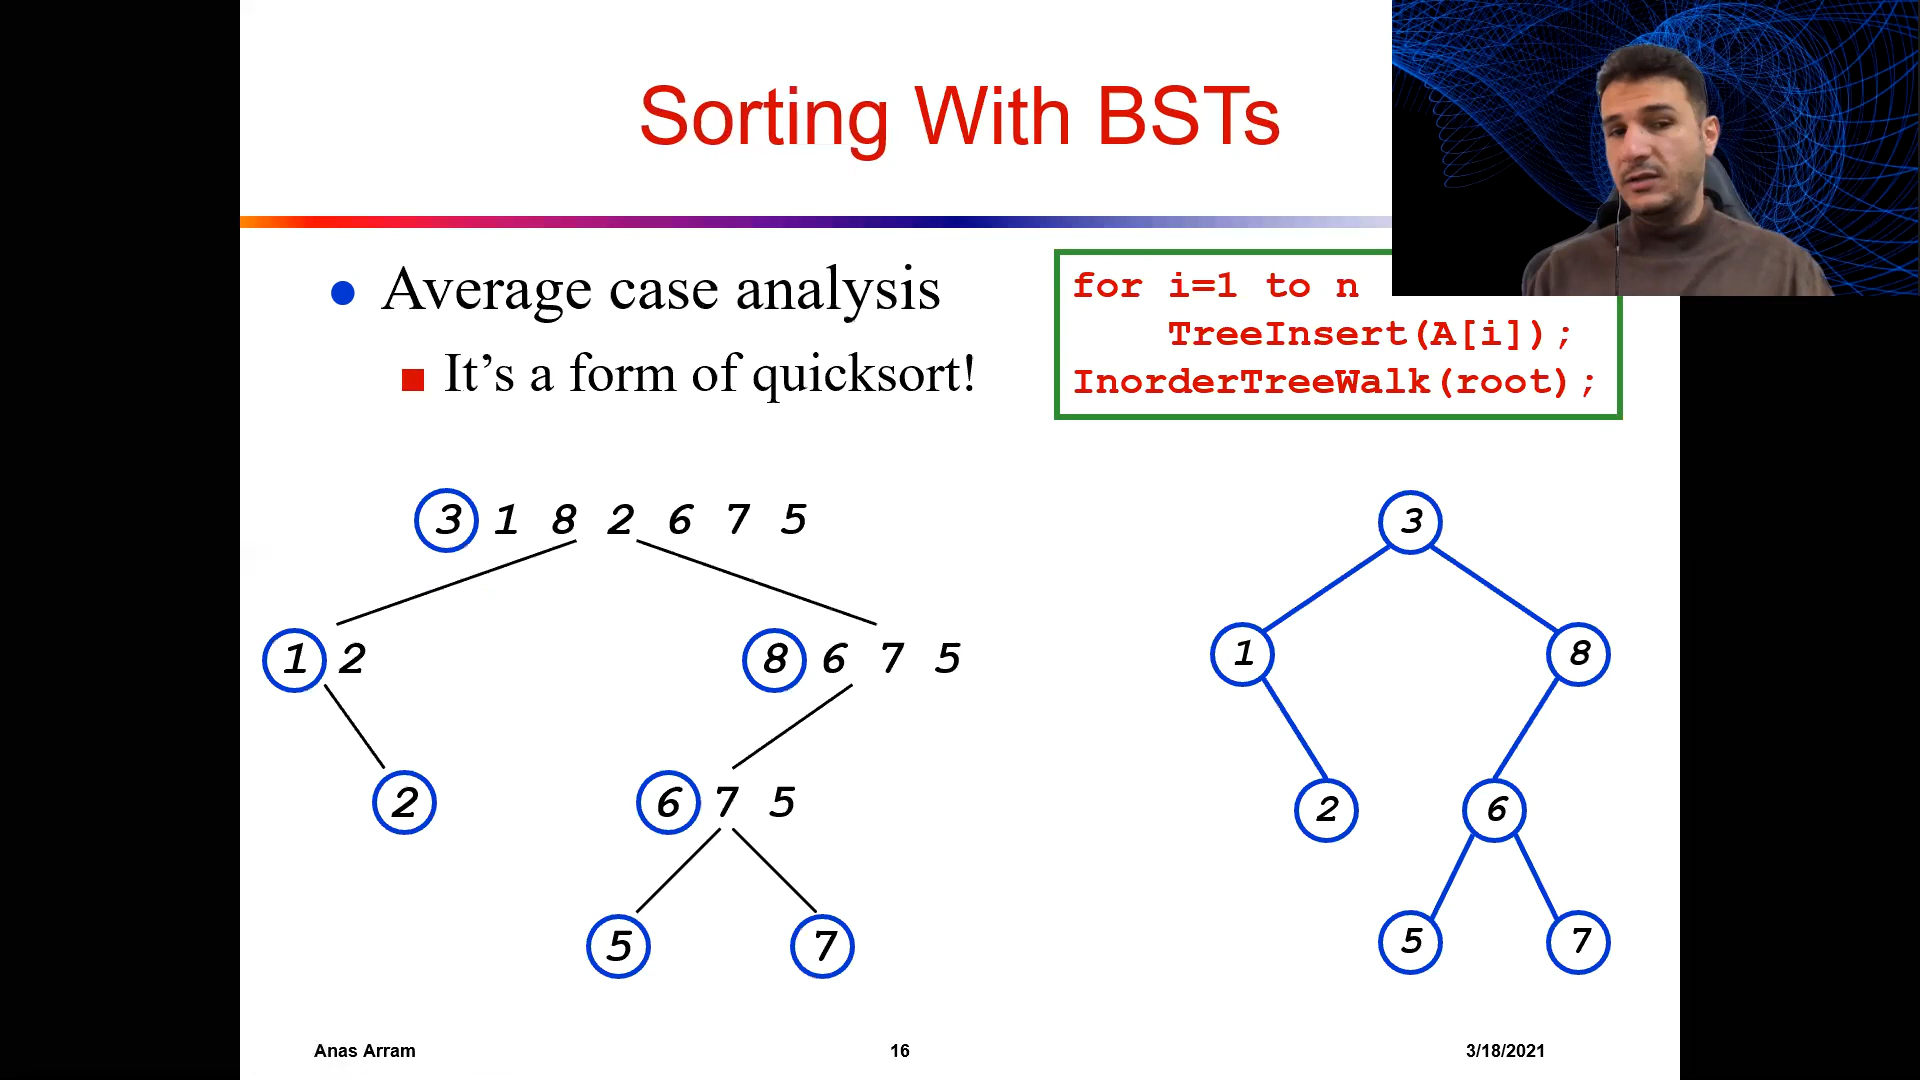 Sorting With BSTs
Average case analysis
It's a form of quicksort!
for i=1 to n
TreeInsert(A[i]);
InorderTreeWalk(root);
3 1 8 2 6 7 5
1 2
8 6 7 5
2
6 7 5
5
7
3
1
8
2
6
5
7
Anas Arram
16
3/18/2021